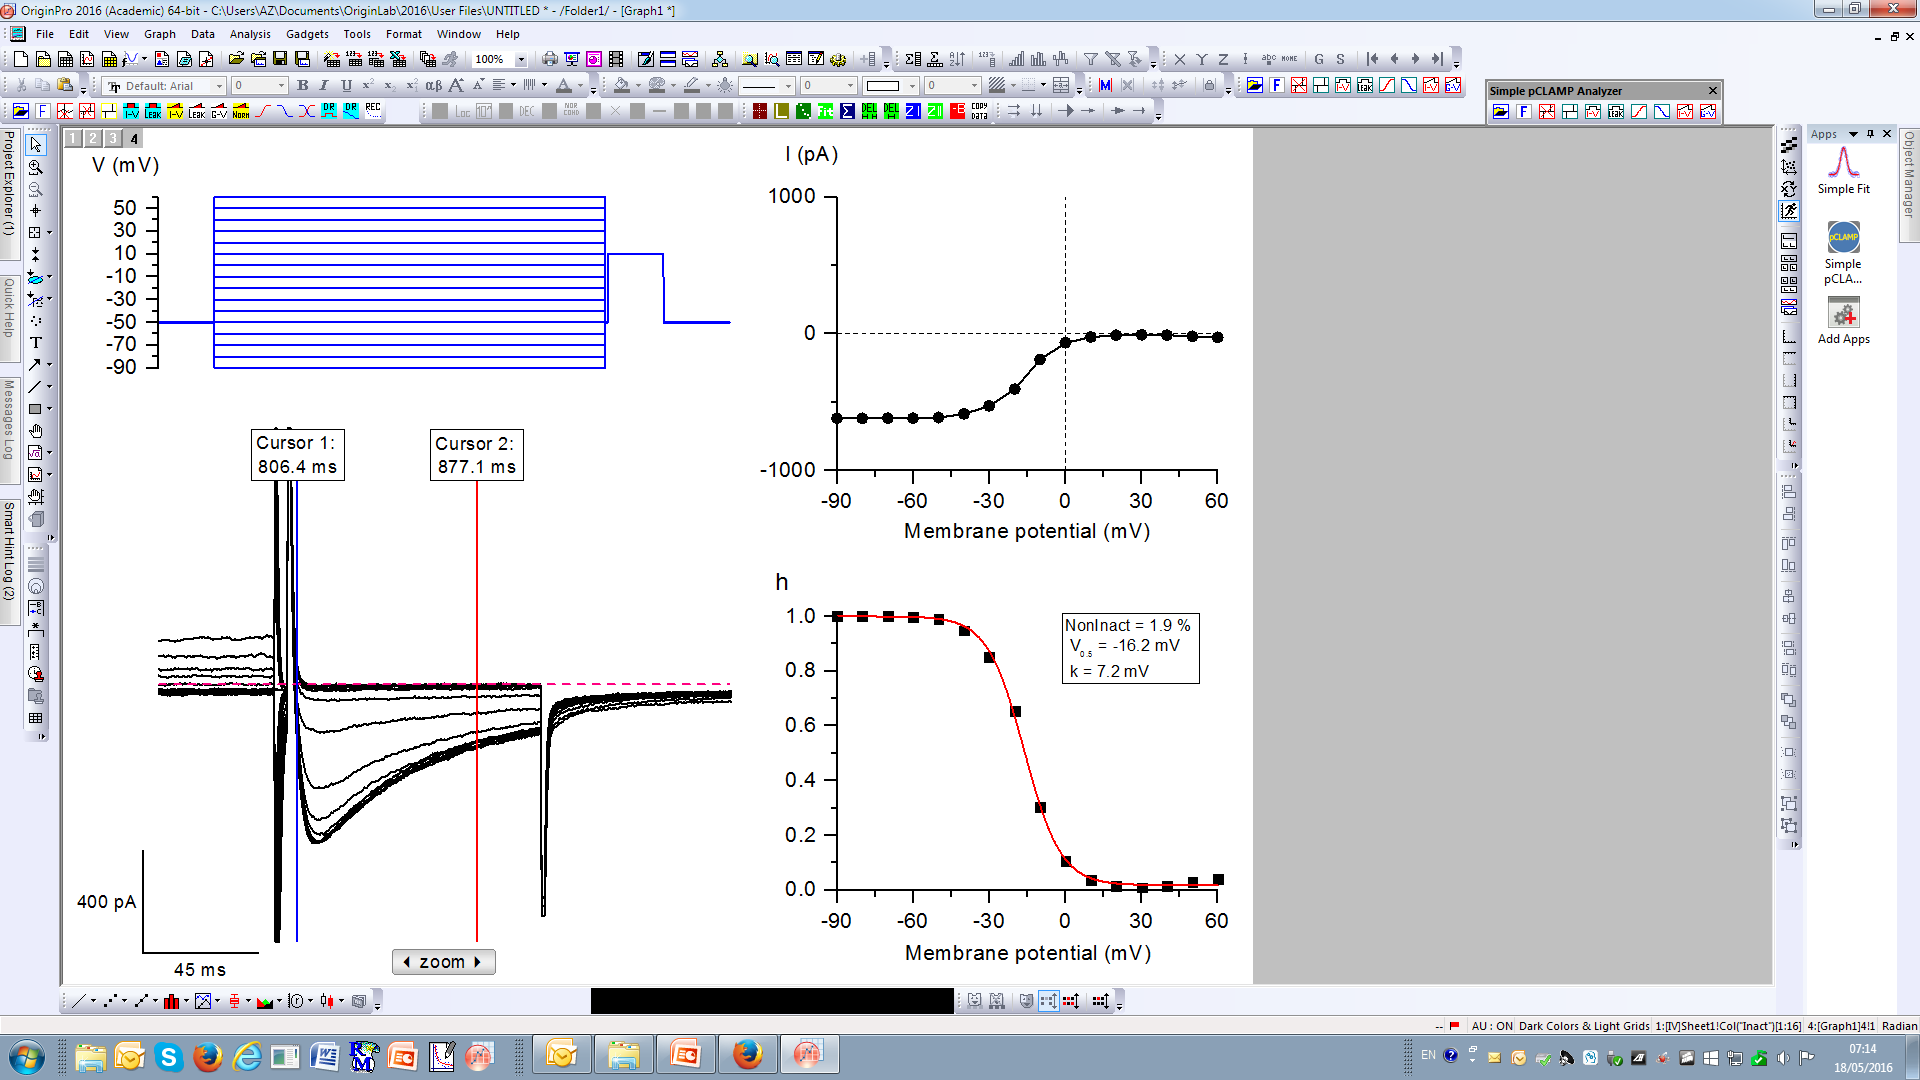 OriginPro 2016 (Academic) 64-bit - C:\Users\AZ\Documents\OriginLab\2016\User Files\UNTITLED * - /Folder1/ - [Graph1 *]
File Edit View Graph Data Analysis Gadgets Tools Format Window Help
100%
Default: Arial 0 B I U αβ A A 0 0
Simple pCLAMP Analyzer
Project Explorer (1)
Quick Help
Messages Log
Smart Hint Log (2)
1 2 3 4
V (mV)
50
30
10
-10
-30
-50
-70
-90
Cursor 1:
806.4 ms
Cursor 2:
877.1 ms
400 pA
45 ms
zoom
I (pA)
1000
0
-1000
-90 -60 -30 0 30 60
Membrane potential (mV)
h
1.0
0.8
0.6
0.4
0.2
0.0
NonInact = 1.9 %
V0.5 = -16.2 mV
k = 7.2 mV
-90 -60 -30 0 30 60
Membrane potential (mV)
Apps
Simple Fit
pCLAMP
Simple
pCLA...
Add Apps
Object Manager
-- AU : ON Dark Colors & Light Grids 1:[IV]Sheet1!Col("Inact")[1:16] 4:[Graph1]4!1 Radian
EN
07:14
18/05/2016